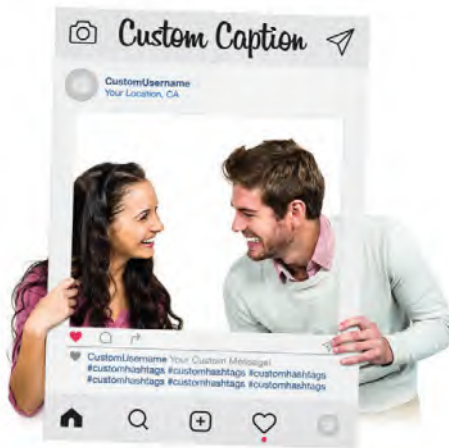 Custom Caption
CustomUsername
Your Location, CA
CustomUsername Your Custom Message!
#customhashtags #customhashtags #customhashtags
#customhashtags #customhashtags #customhashtags